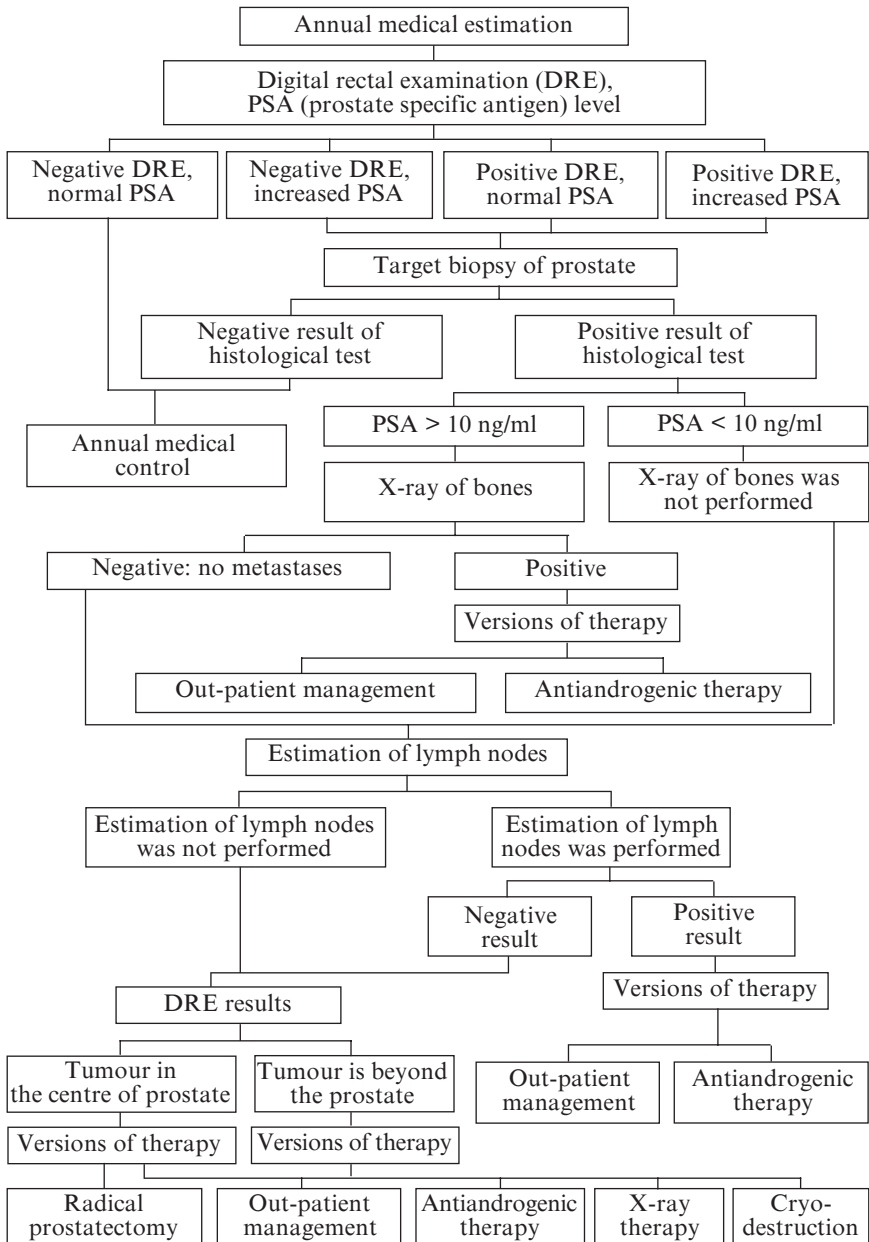 Annual medical estimation
Digital rectal examination (DRE),
PSA (prostate specific antigen) level
Negative DRE,
normal PSA
Negative DRE,
increased PSA
Positive DRE,
normal PSA
Positive DRE,
increased PSA
Target biopsy of prostate
Negative result of
histological test
Positive result of
histological test
Annual medical
control
PSA > 10 ng/ml
PSA < 10 ng/ml
X-ray of bones
X-ray of bones was
not performed
Negative: no metastases
Positive
Versions of therapy
Out-patient management
Antiandrogenic therapy
Estimation of lymph nodes
Estimation of lymph nodes
was not performed
Estimation of lymph
nodes was performed
Negative
result
Positive
result
DRE results
Versions of therapy
Tumour in
the centre of prostate
Tumour is beyond
the prostate
Out-patient
management
Antiandrogenic
therapy
Versions of therapy
Versions of therapy
Radical
prostatectomy
Out-patient
management
Antiandrogenic
therapy
X-ray
therapy
Cryo-
destruction